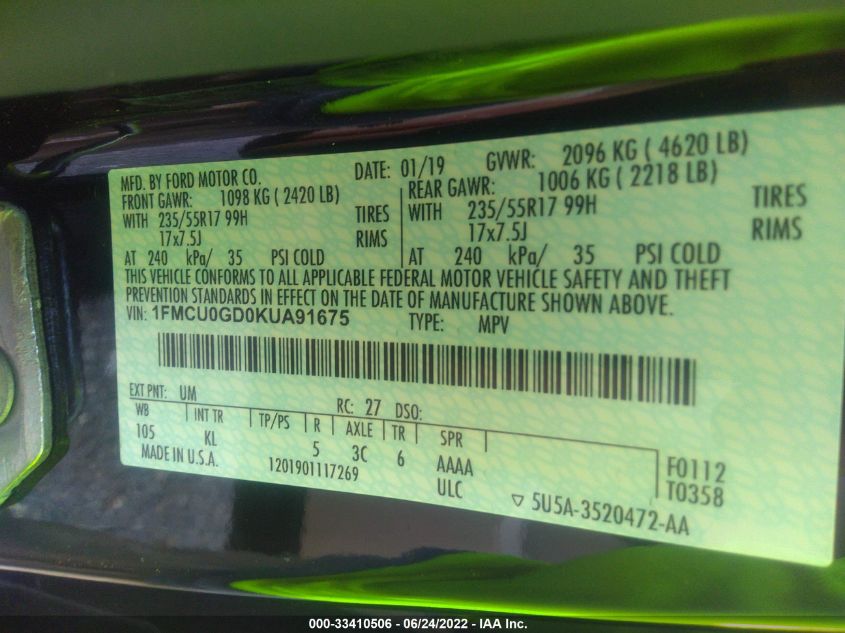 MFD. BY FORD MOTOR CO. DATE: 01/19 GVWR: 2096 KG ( 4620 LB)
FRONT GAWR: 1098 KG ( 2420 LB) REAR GAWR: 1006 KG ( 2218 LB)
WITH 235/55R17 99H TIRES WITH 235/55R17 99H TIRES
17x7.5J RIMS 17x7.5J RIMS
AT 240 kPa/ 35 PSI COLD AT 240 kPa/ 35 PSI COLD
THIS VEHICLE CONFORMS TO ALL APPLICABLE FEDERAL MOTOR VEHICLE SAFETY AND THEFT
PREVENTION STANDARDS IN EFFECT ON THE DATE OF MANUFACTURE SHOWN ABOVE.
VIN: 1FMCU0GD0KUA91675 TYPE: MPV
EXT PNT: UM RC: 27 DSO:
WB INT TR TP/PS R AXLE TR SPR
105 KL 5 3C 6 AAAA F0112
MADE IN U.S.A. 1201901117269 ULC T0358
▽ 5U5A-3520472-AA
000-33410506 - 06/24/2022 - IAA Inc.